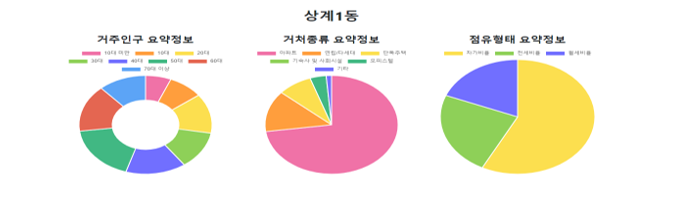 상계1동
거주인구 요약정보
10대 미만 10대 20대
30대 40대 50대 60대
70대 이상
거처종류 요약정보
아파트 연립/다세대 단독주택
기숙사 및 사회시설 오피스텔
기타
점유형태 요약정보
자가비율 전세비율 월세비율